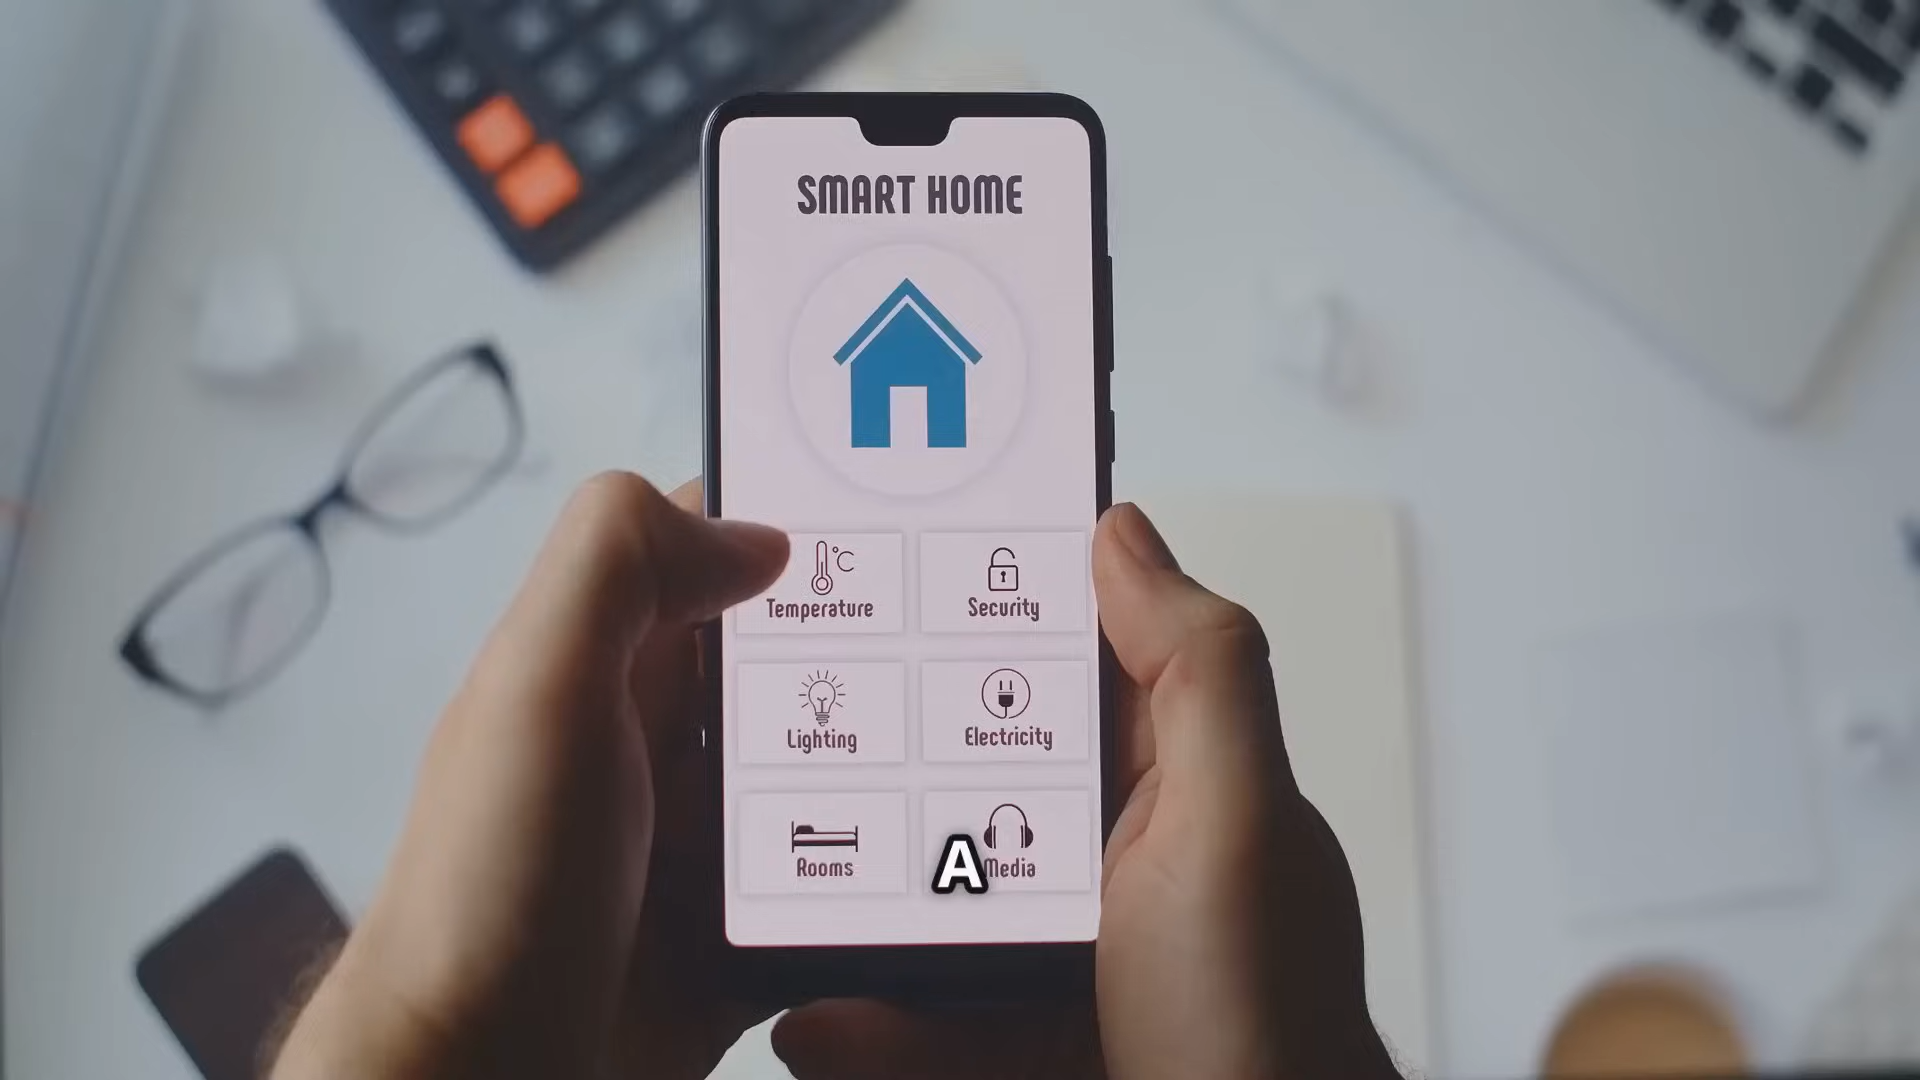 SMART HOME
°C
Temperature
Security
Lighting
Electricity
Rooms
Media
A